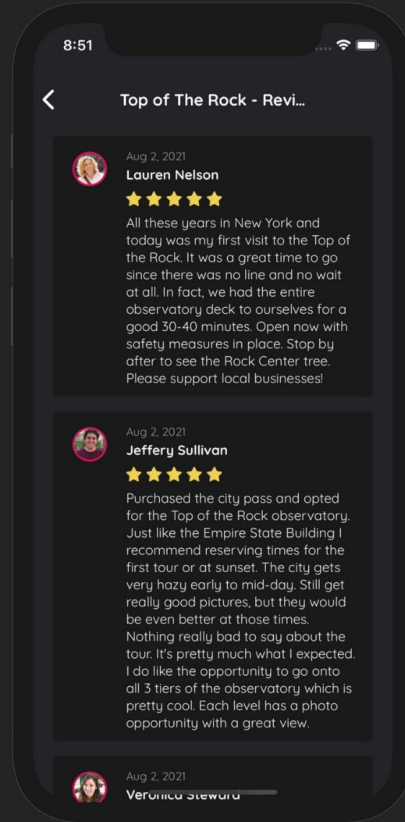 8:51
Top of The Rock - Revi...
Aug 2, 2021
Lauren Nelson
All these years in New York and
today was my first visit to the Top of
the Rock. It was a great time to go
since there was no line and no wait
at all. In fact, we had the entire
observatory deck to ourselves for a
good 30-40 minutes. Open now with
safety measures in place. Stop by
after to see the Rock Center tree.
Please support local businesses!
Aug 2, 2021
Jeffery Sullivan
Purchased the city pass and opted
for the Top of the Rock observatory.
Just like the Empire State Building I
recommend reserving times for the
first tour or at sunset. The city gets
very hazy early to mid-day. Still get
really good pictures, but they would
be even better at those times.
Nothing really bad to say about the
tour. It's pretty much what I expected.
I do like the opportunity to go onto
all 3 tiers of the observatory which is
pretty cool. Each level has a photo
opportunity with a great view.
Aug 2, 2021
Veronica Steward